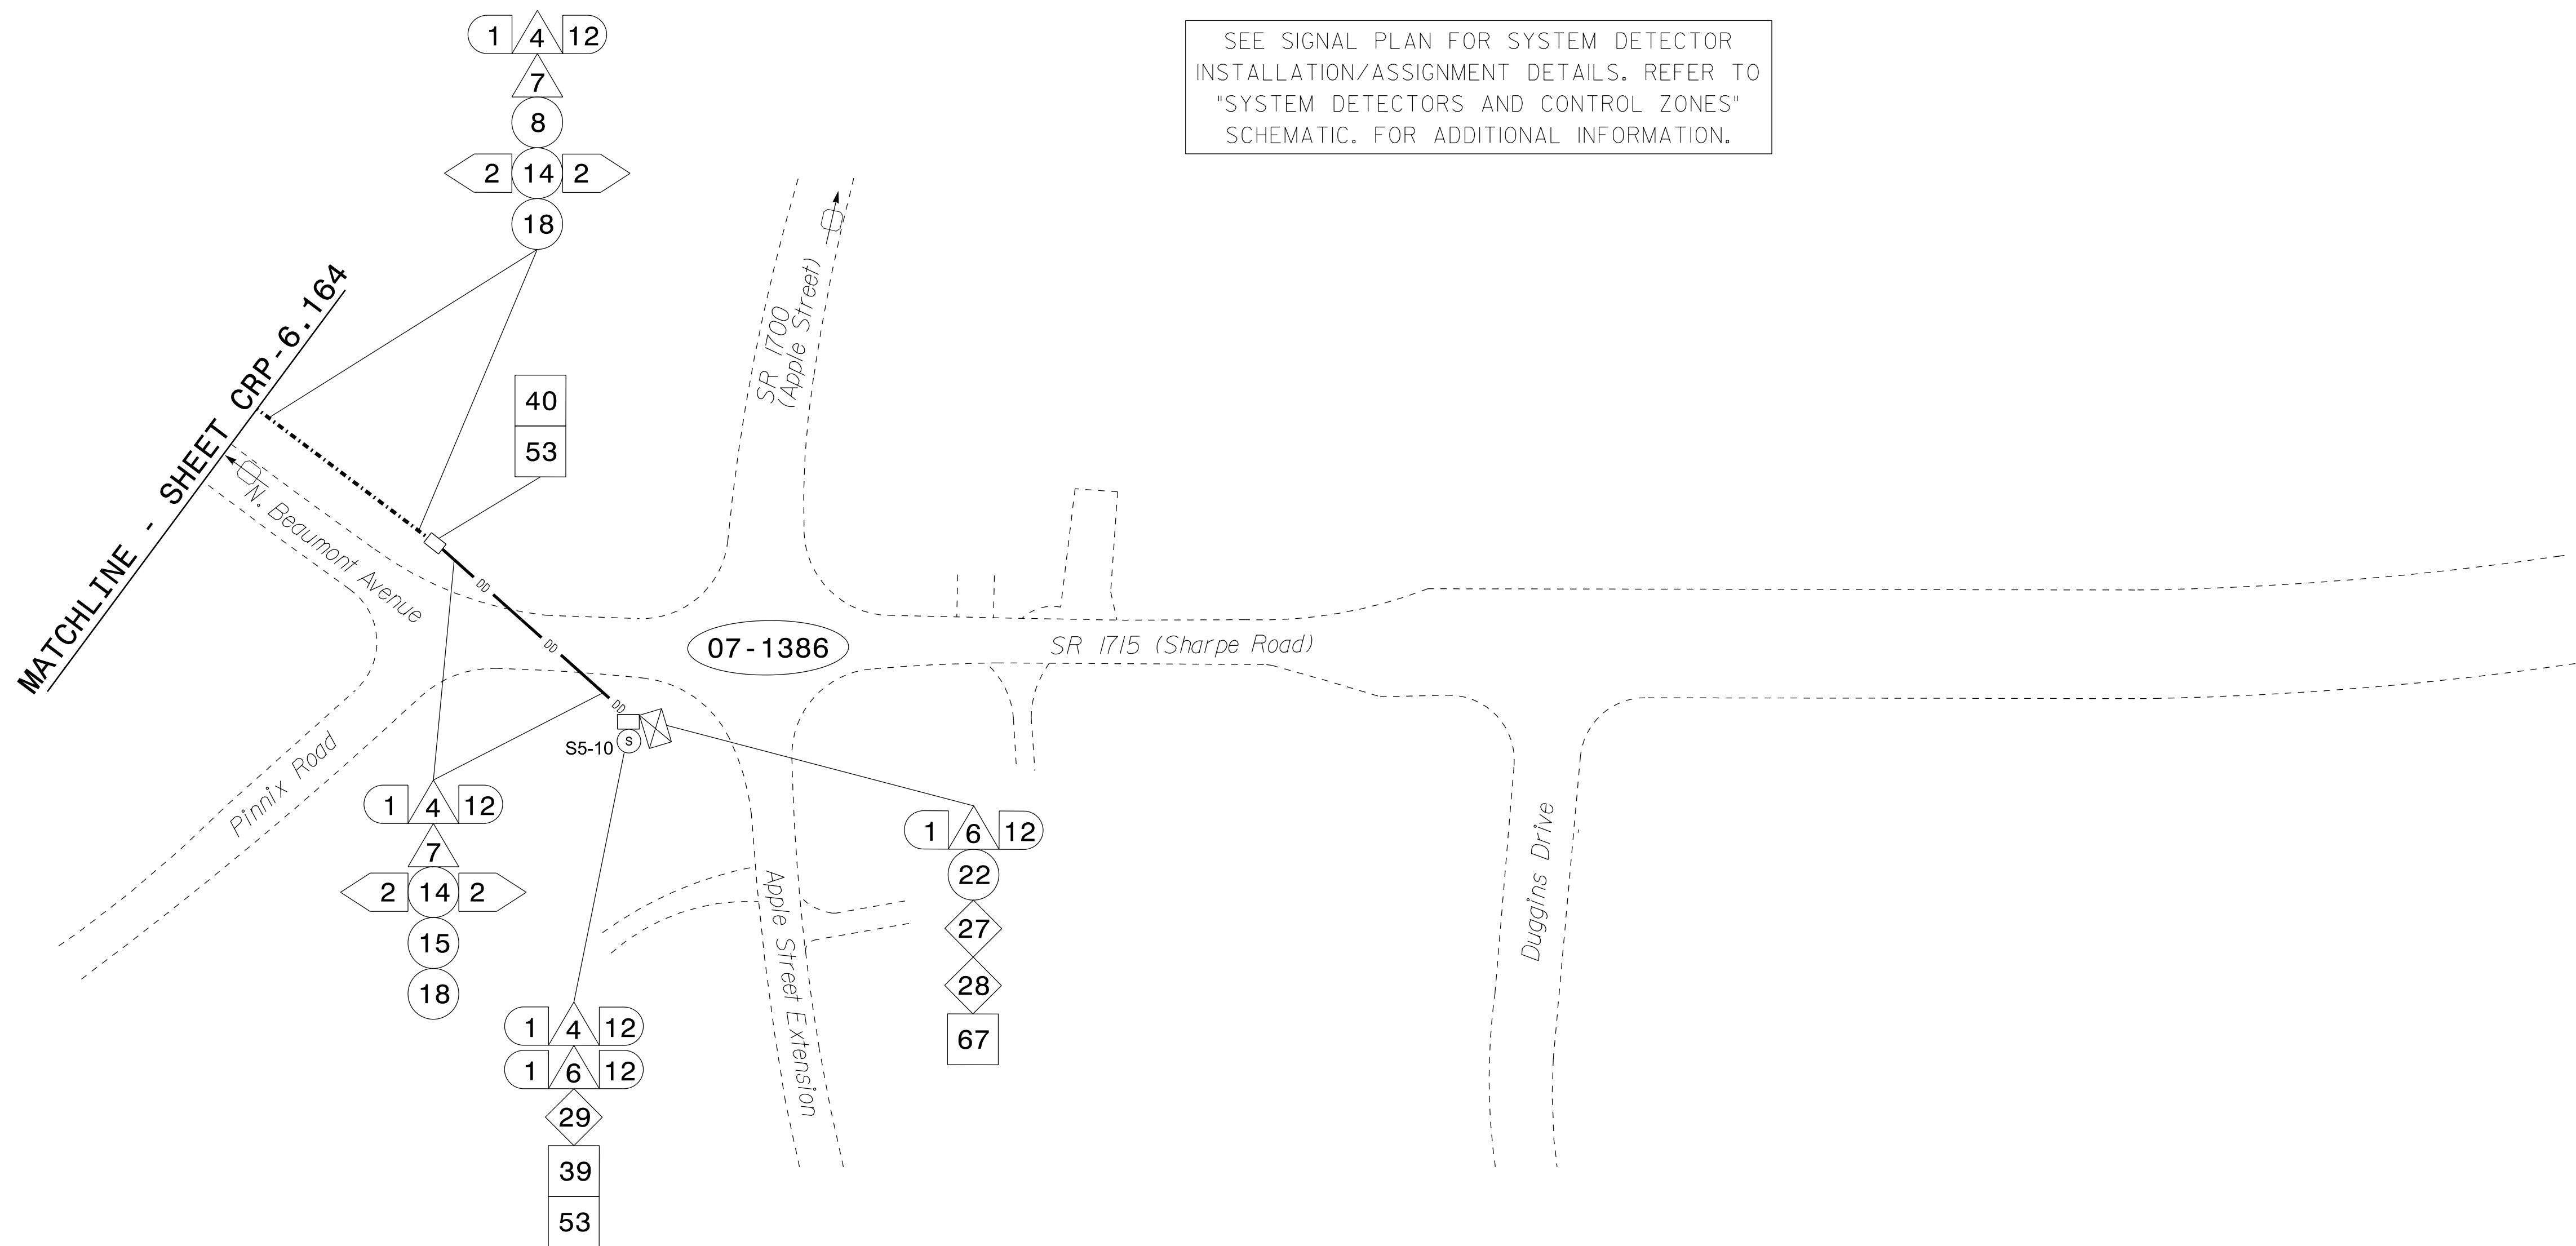 1 4 12
7
8
2 14 2
18
SEE SIGNAL PLAN FOR SYSTEM DETECTOR
INSTALLATION/ASSIGNMENT DETAILS. REFER TO
"SYSTEM DETECTORS AND CONTROL ZONES"
SCHEMATIC. FOR ADDITIONAL INFORMATION.
MATCHLINE - SHEET CRP-6.164
SR 1700
(Apple Street)
40
53
N. Beaumont Avenue
DD
DD
DD
07-1386
SR 1715 (Sharpe Road)
S5-10
S
Pinnix Road
1 4 12
7
2 14 2
15
18
1 6 12
22
27
28
67
Apple Street Extension
Duggins Drive
1 4 12
1 6 12
29
39
53